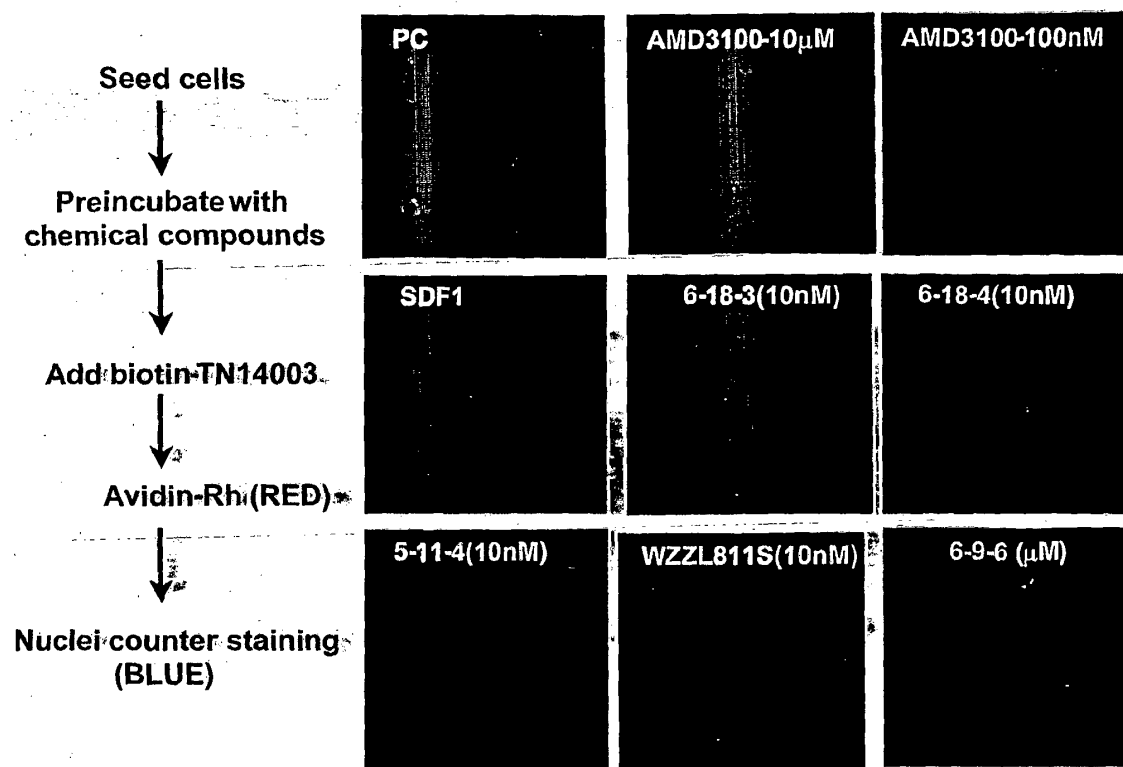 Seed cells
Preincubate with
chemical compounds
Add biotin-TN14003
Avidin-Rh (RED)
Nuclei counter staining
(BLUE)
PC
AMD3100-10μM
AMD3100-100nM
SDF1
6-18-3(10nM)
6-18-4(10nM)
5-11-4(10nM)
WZZL811S(10nM)
6-9-6 (μM)